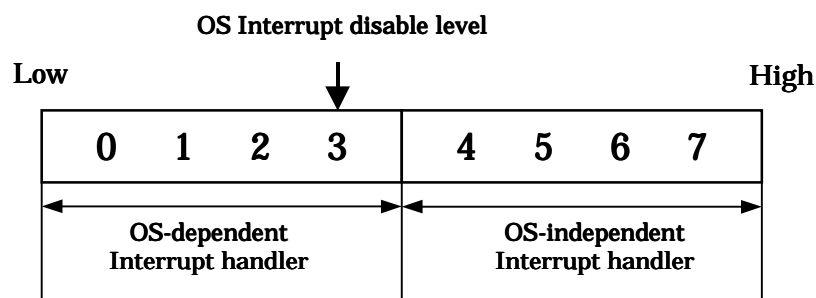 OS Interrupt disable level
Low High
0 1 2 3 4 5 6 7
OS-dependent OS-independent
Interrupt handler Interrupt handler